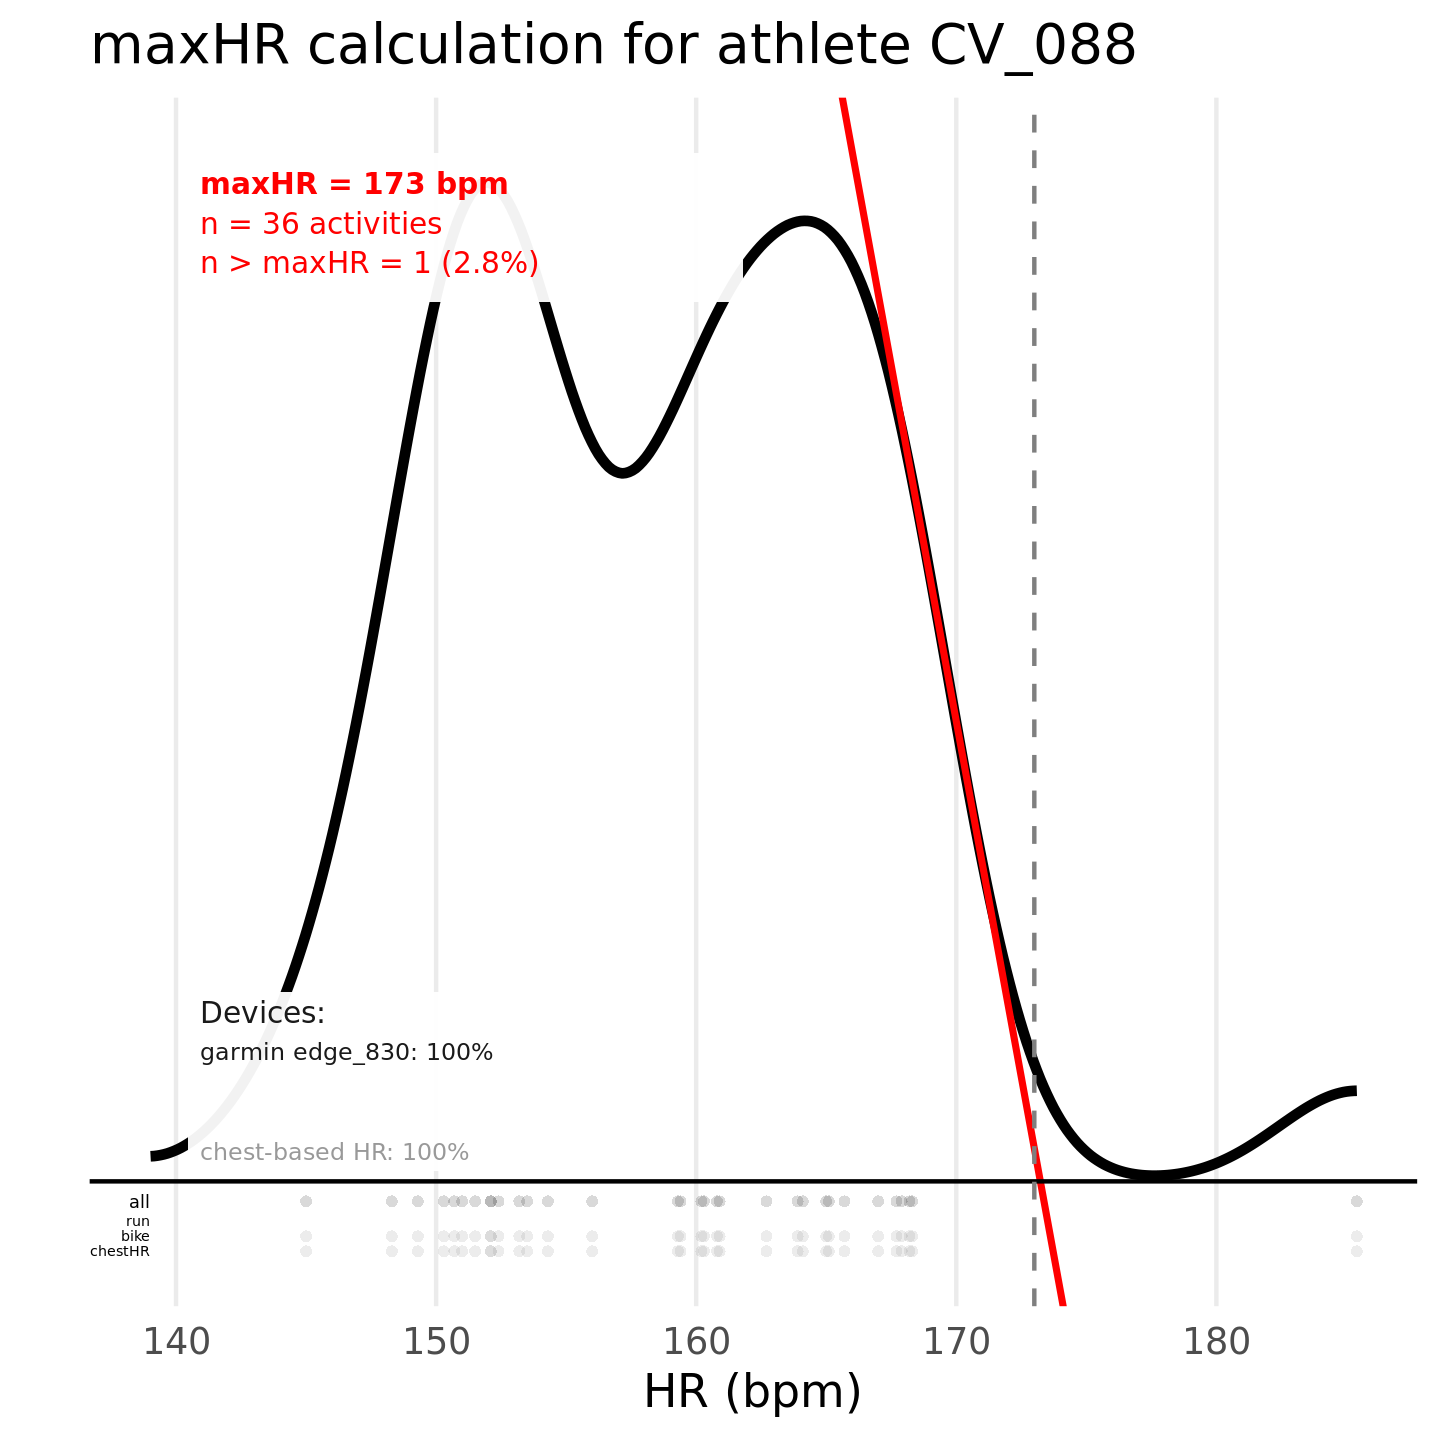 maxHR calculation for athlete CV_088
maxHR = 173 bpm
n = 36 activities
n > maxHR = 1 (2.8%)
Devices:
garmin edge_830: 100%
chest-based HR: 100%
all
run
bike
chestHR
140 150 160 170 180
HR (bpm)